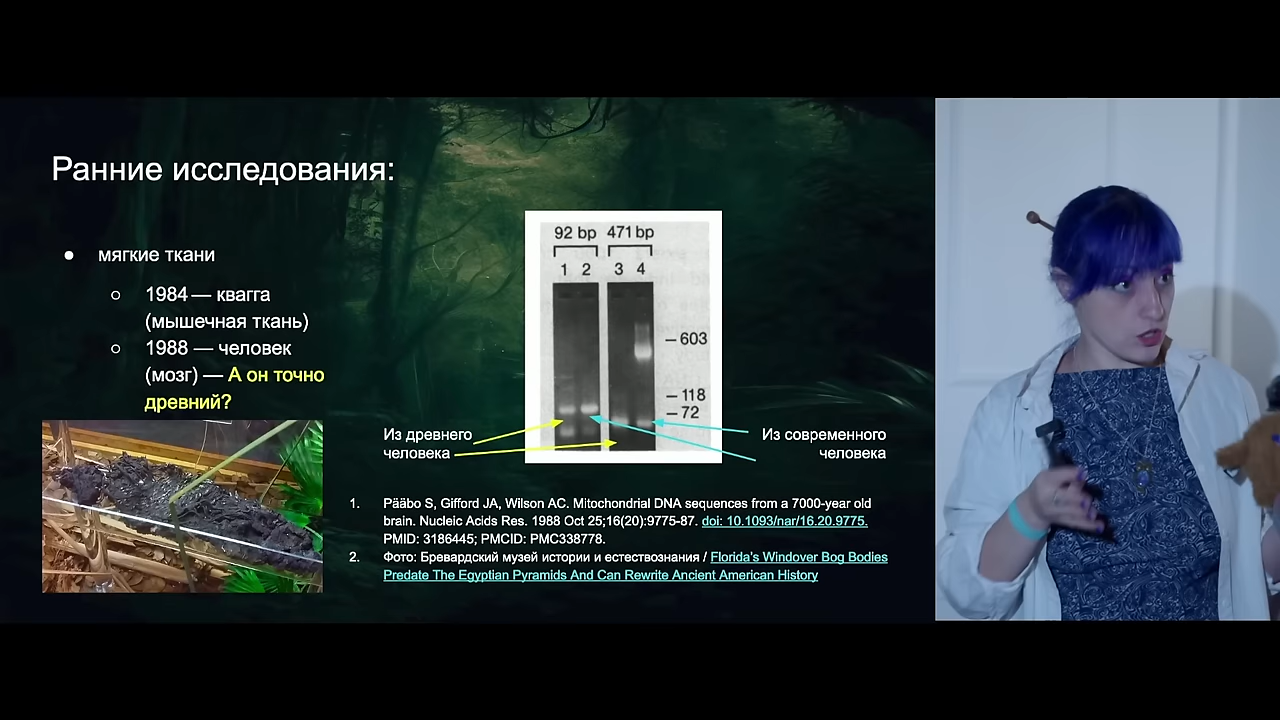 Ранние исследования:
● мягкие ткани
○ 1984 — квагга
(мышечная ткань)
○ 1988 — человек
(мозг) — А он точно
древний?
92 bp 471 bp
1 2 3 4
– 603
– 118
– 72
Из древнего
человека
Из современного
человека
1. Pääbo S, Gifford JA, Wilson AC. Mitochondrial DNA sequences from a 7000-year old
brain. Nucleic Acids Res. 1988 Oct 25;16(20):9775-87. doi: 10.1093/nar/16.20.9775.
PMID: 3186445; PMCID: PMC338778.
2. Фото: Бревардский музей истории и естествознания / Florida's Windover Bog Bodies
Predate The Egyptian Pyramids And Can Rewrite Ancient American History